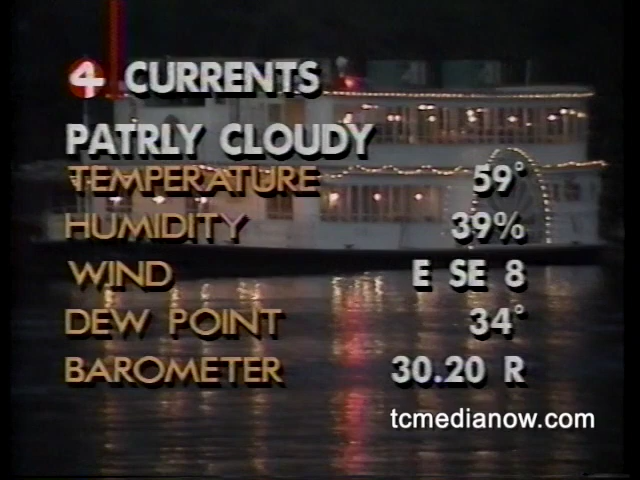 4 CURRENTS
PATRLY CLOUDY
TEMPERATURE 59°
HUMIDITY 39%
WIND E SE 8
DEW POINT 34°
BAROMETER 30.20 R
tcmedianow.com